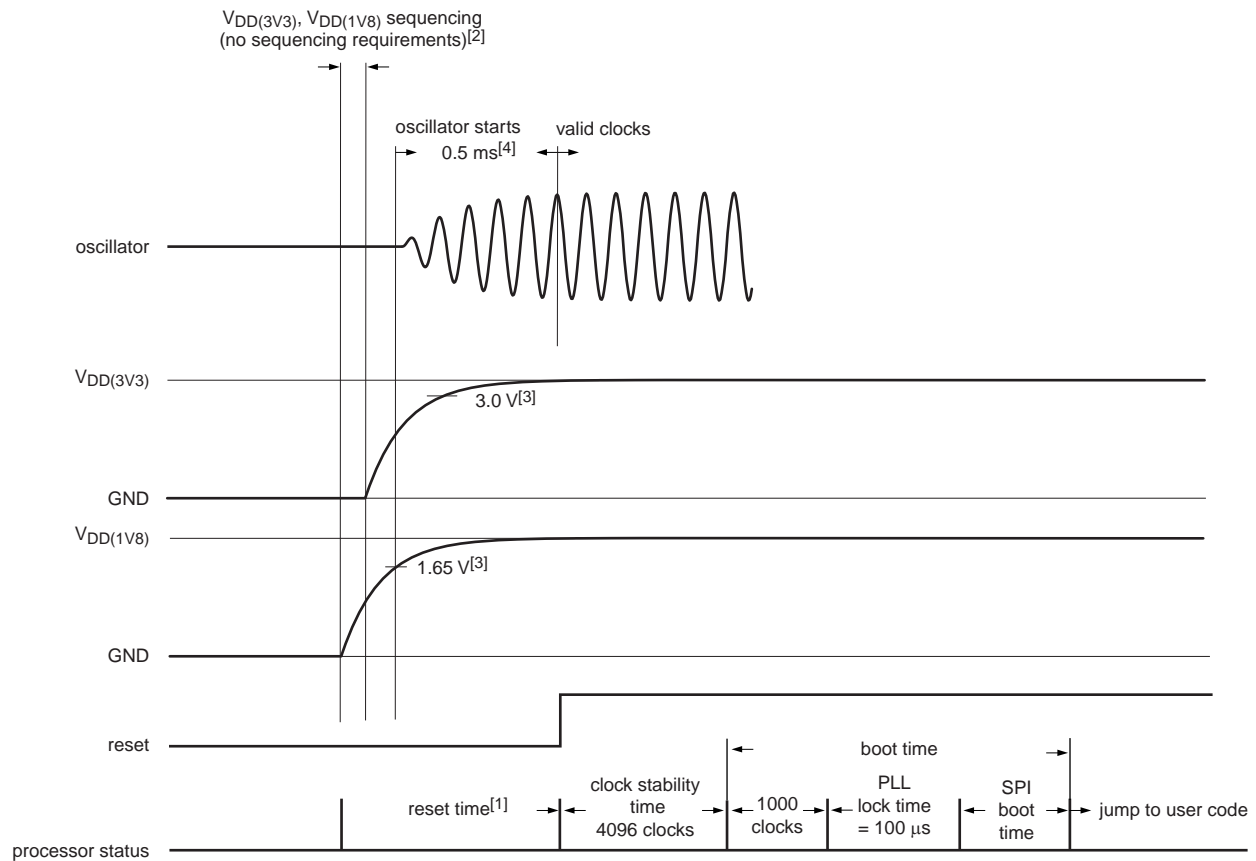 VDD(3V3), VDD(1V8) sequencing
(no sequencing requirements)[2]
oscillator starts
0.5 ms[4]
valid clocks
oscillator
VDD(3V3)
3.0 V[3]
GND
VDD(1V8)
1.65 V[3]
GND
reset
boot time
reset time[1]
clock stability
time
4096 clocks
1000
clocks
PLL
lock time
= 100 μs
SPI
boot
time
jump to user code
processor status